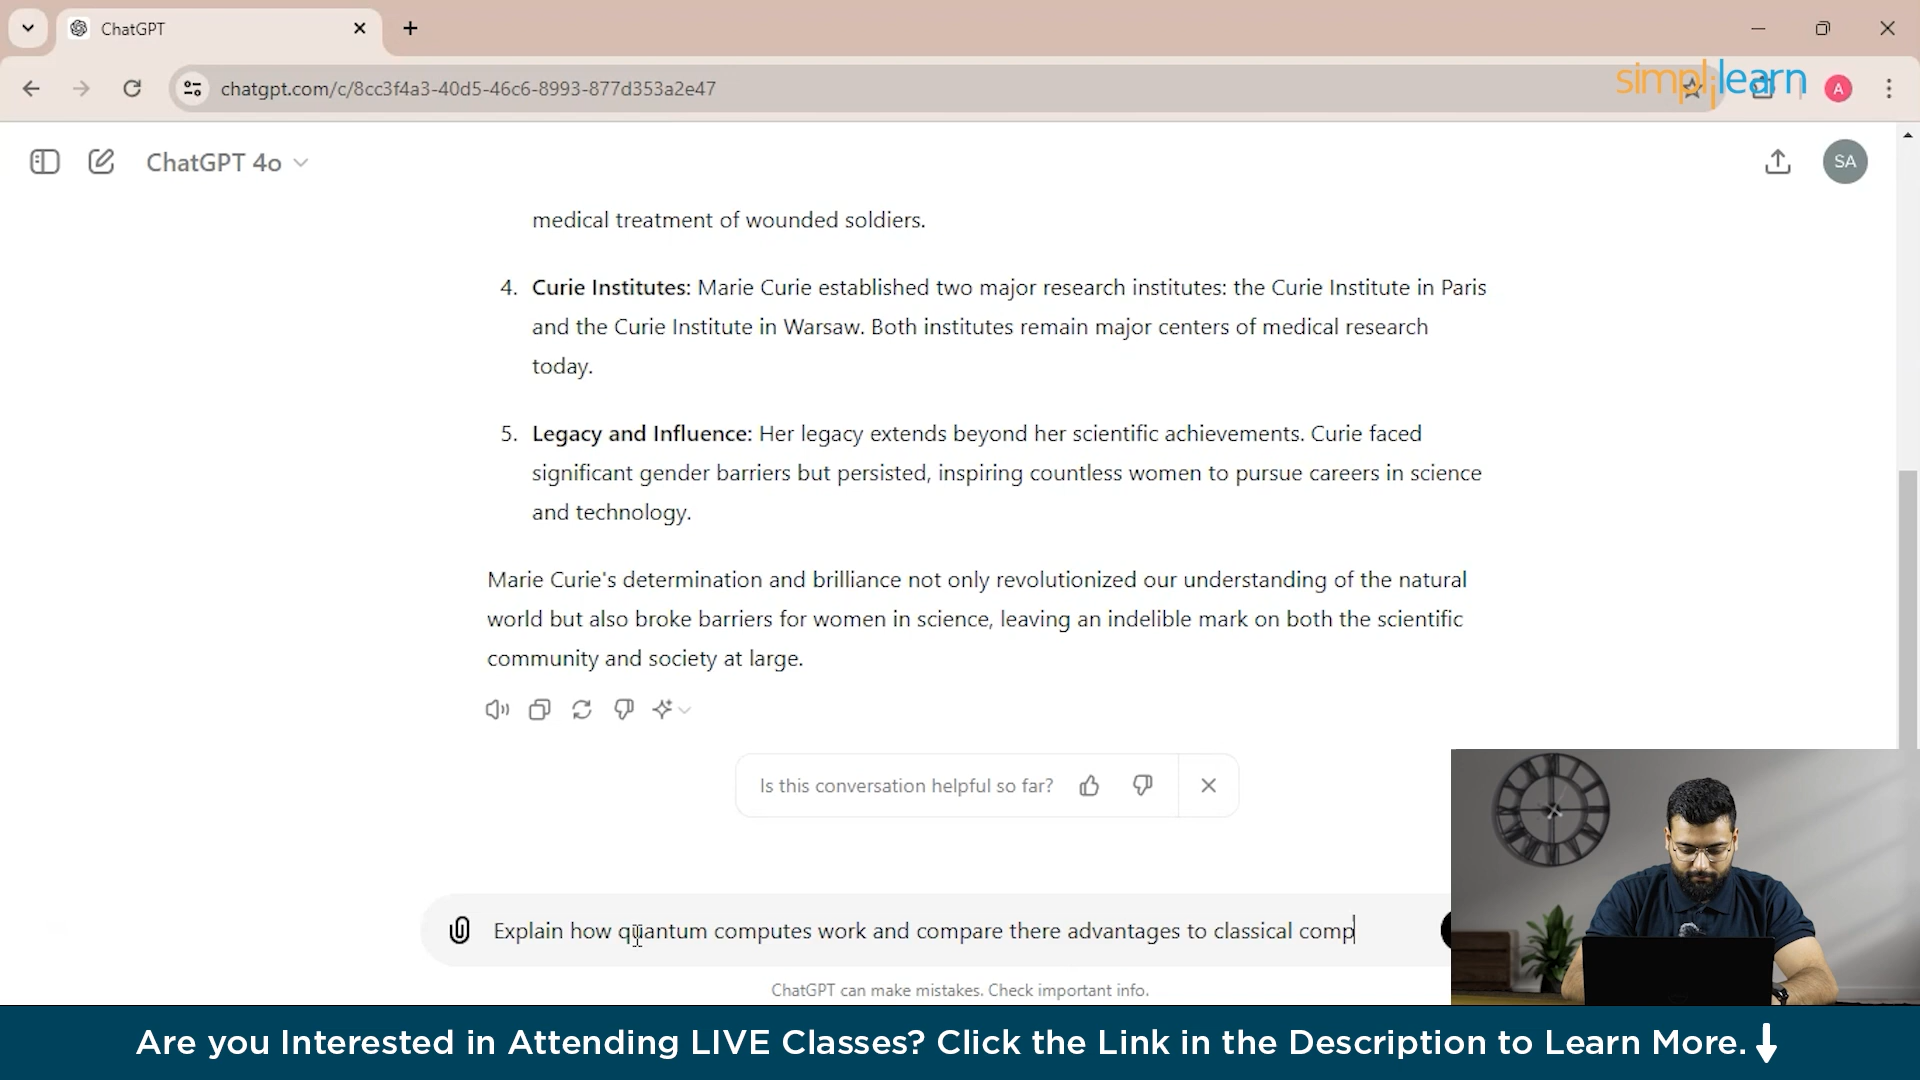 ChatGPT
chatgpt.com/c/8cc3f4a3-40d5-46c6-8993-877d353a2e47
simplilearn
A
ChatGPT 4o
SA
medical treatment of wounded soldiers.
4. Curie Institutes: Marie Curie established two major research institutes: the Curie Institute in Paris
and the Curie Institute in Warsaw. Both institutes remain major centers of medical research
today.
5. Legacy and Influence: Her legacy extends beyond her scientific achievements. Curie faced
significant gender barriers but persisted, inspiring countless women to pursue careers in science
and technology.
Marie Curie's determination and brilliance not only revolutionized our understanding of the natural
world but also broke barriers for women in science, leaving an indelible mark on both the scientific
community and society at large.
Is this conversation helpful so far?
Explain how quantum computes work and compare there advantages to classical comp
ChatGPT can make mistakes. Check important info.
Are you Interested in Attending LIVE Classes? Click the Link in the Description to Learn More.